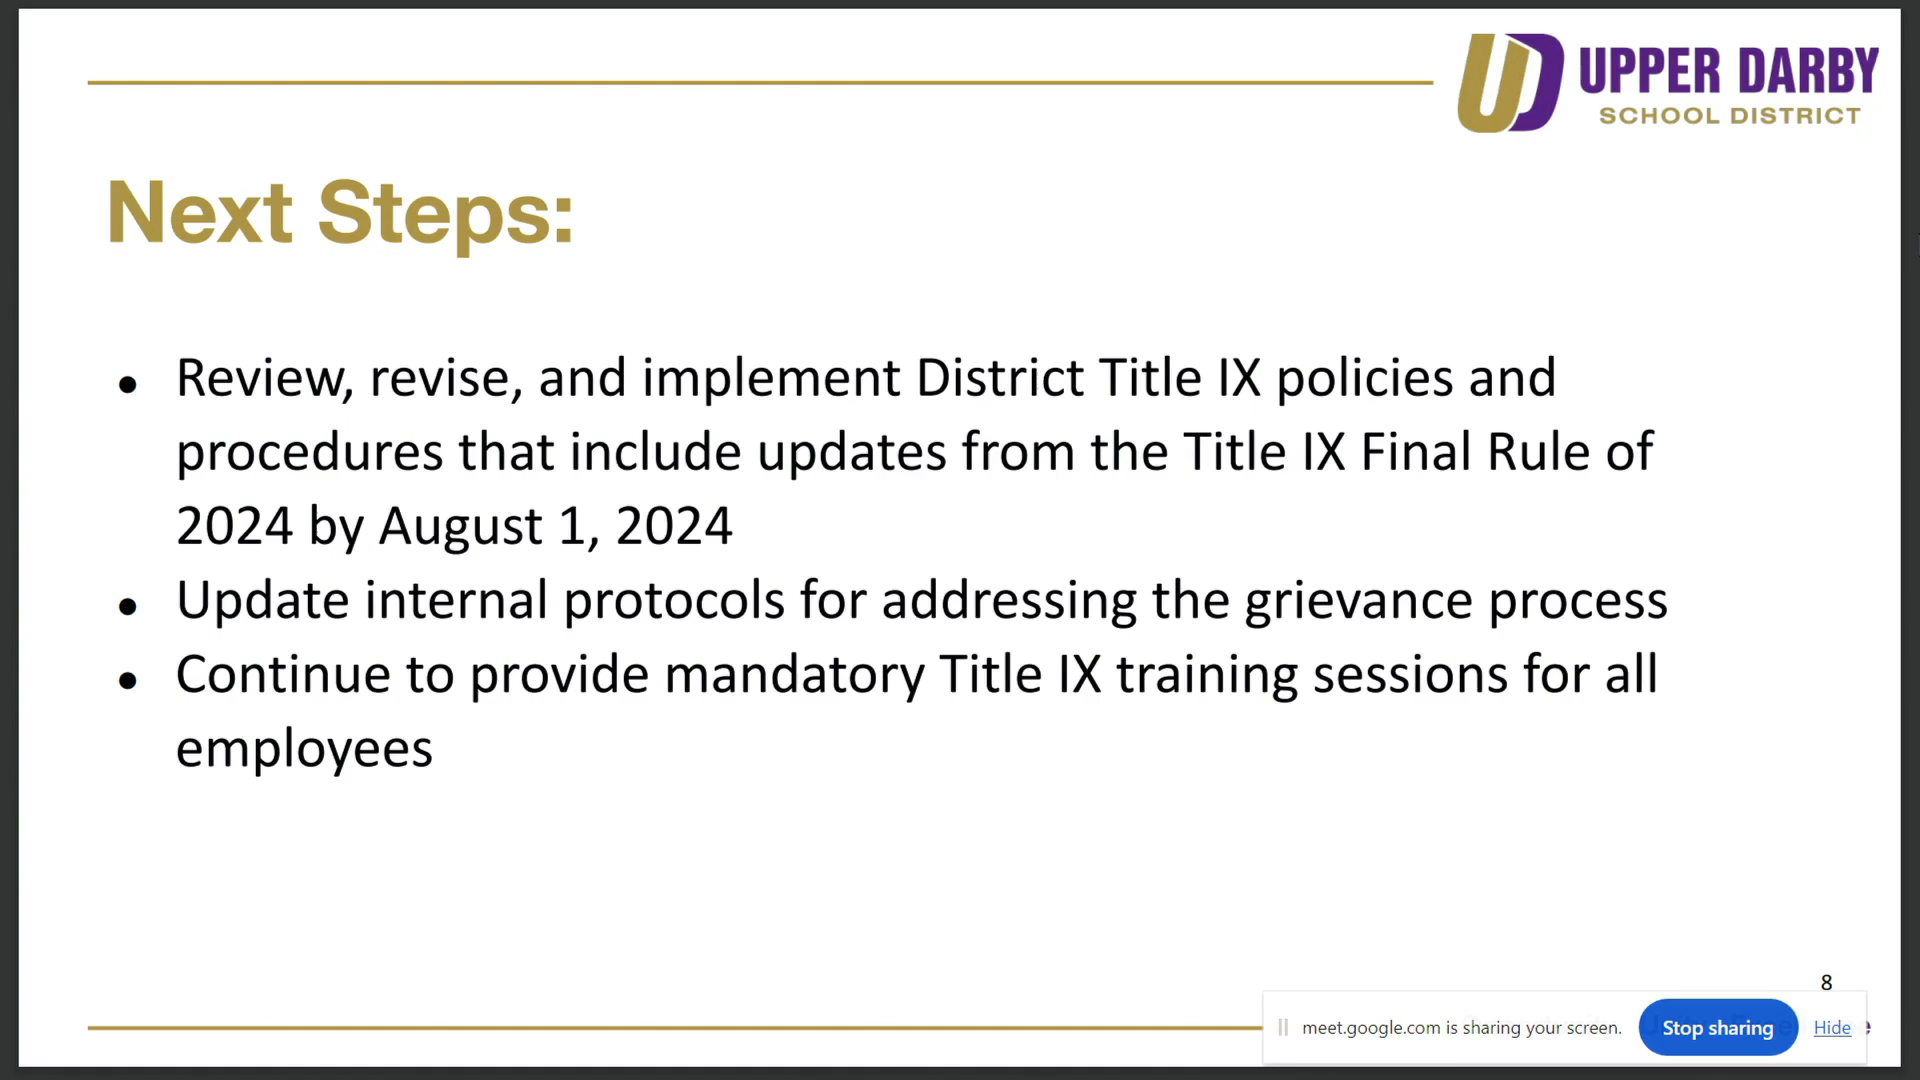 UPPER DARBY
SCHOOL DISTRICT
Next Steps:
● Review, revise, and implement District Title IX policies and
procedures that include updates from the Title IX Final Rule of
2024 by August 1, 2024
● Update internal protocols for addressing the grievance process
● Continue to provide mandatory Title IX training sessions for all
employees
8
meet.google.com is sharing your screen. Stop sharing Hide